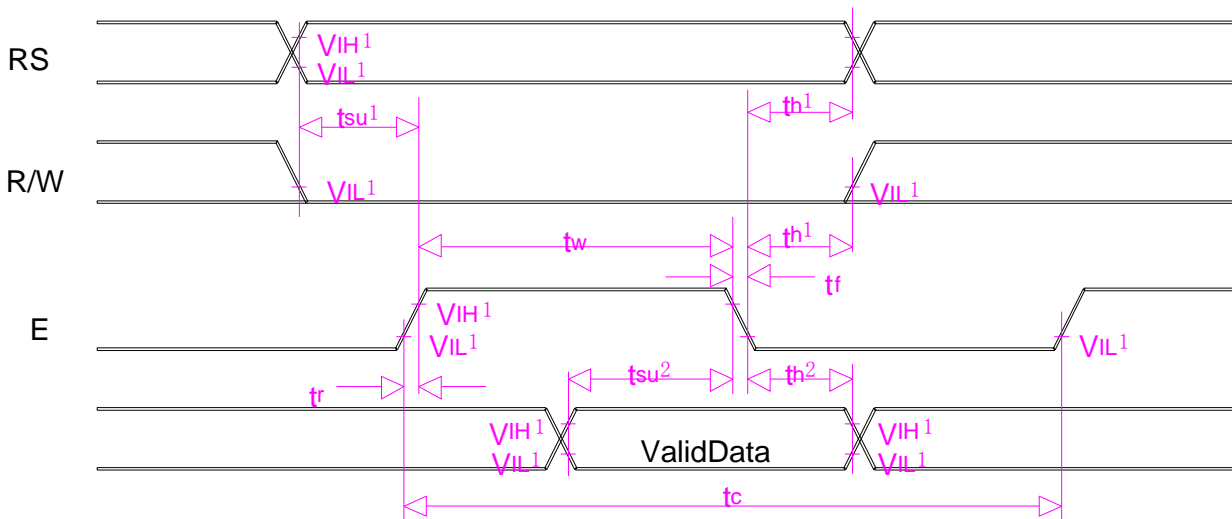 RS
VIH1
VIL1
tsu1
th1
R/W
VIL1
VIL1
tw
th1
tf
E
VIH1
VIL1
VIL1
tsu2
th2
tr
VIH1
VIL1
ValidData
VIH1
VIL1
tc